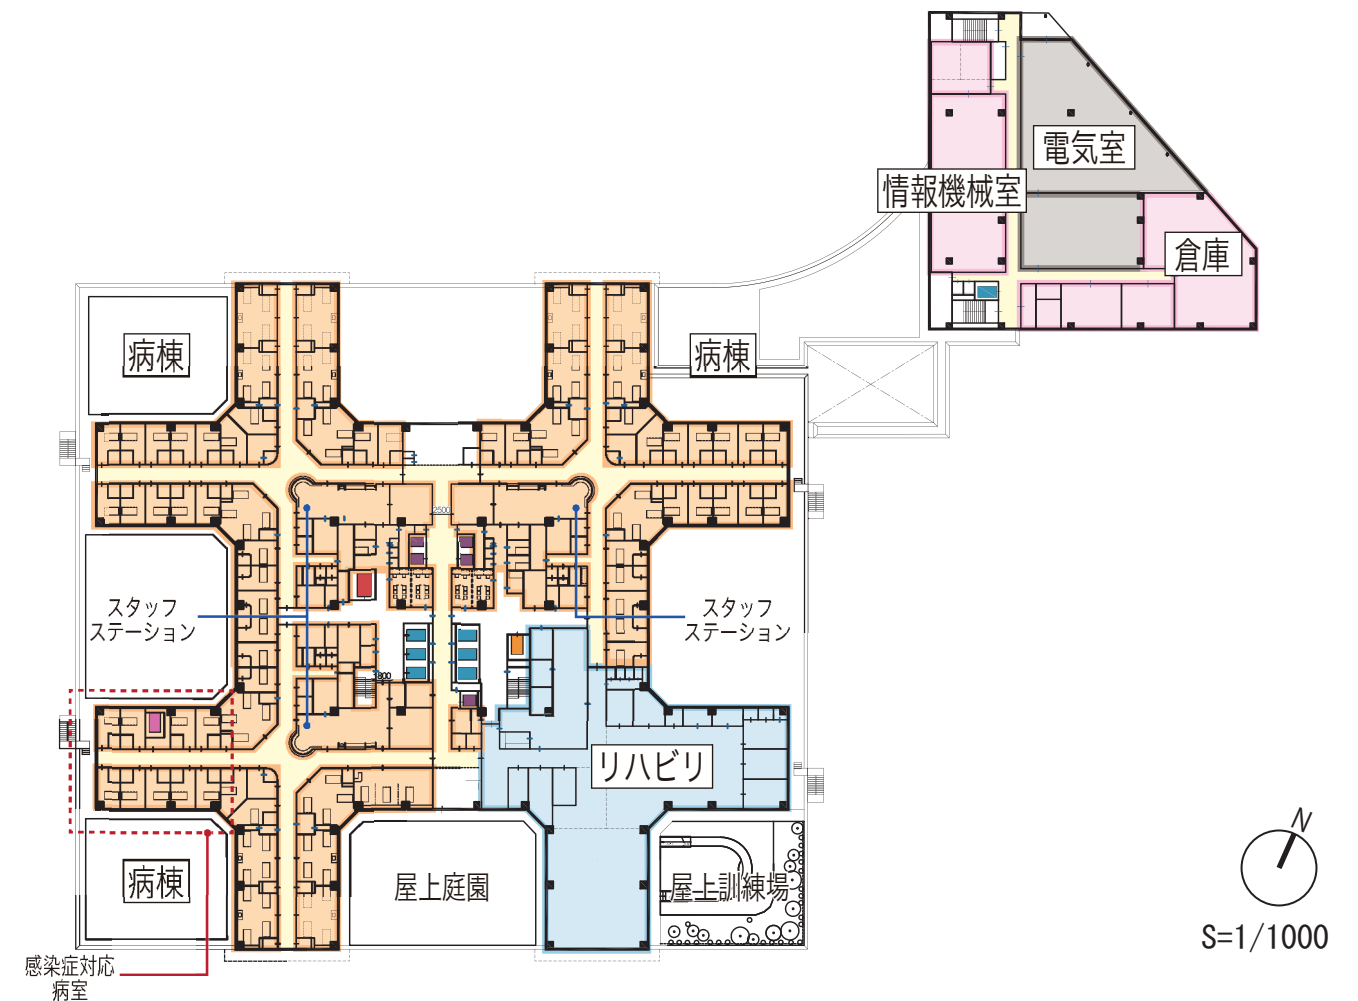 電気室
情報機械室
倉庫
病棟
病棟
2500
スタッフ
ステーション
スタッフ
ステーション
リハビリ
病棟
屋上庭園
屋上訓練場
N
S=1/1000
感染症対応
病室